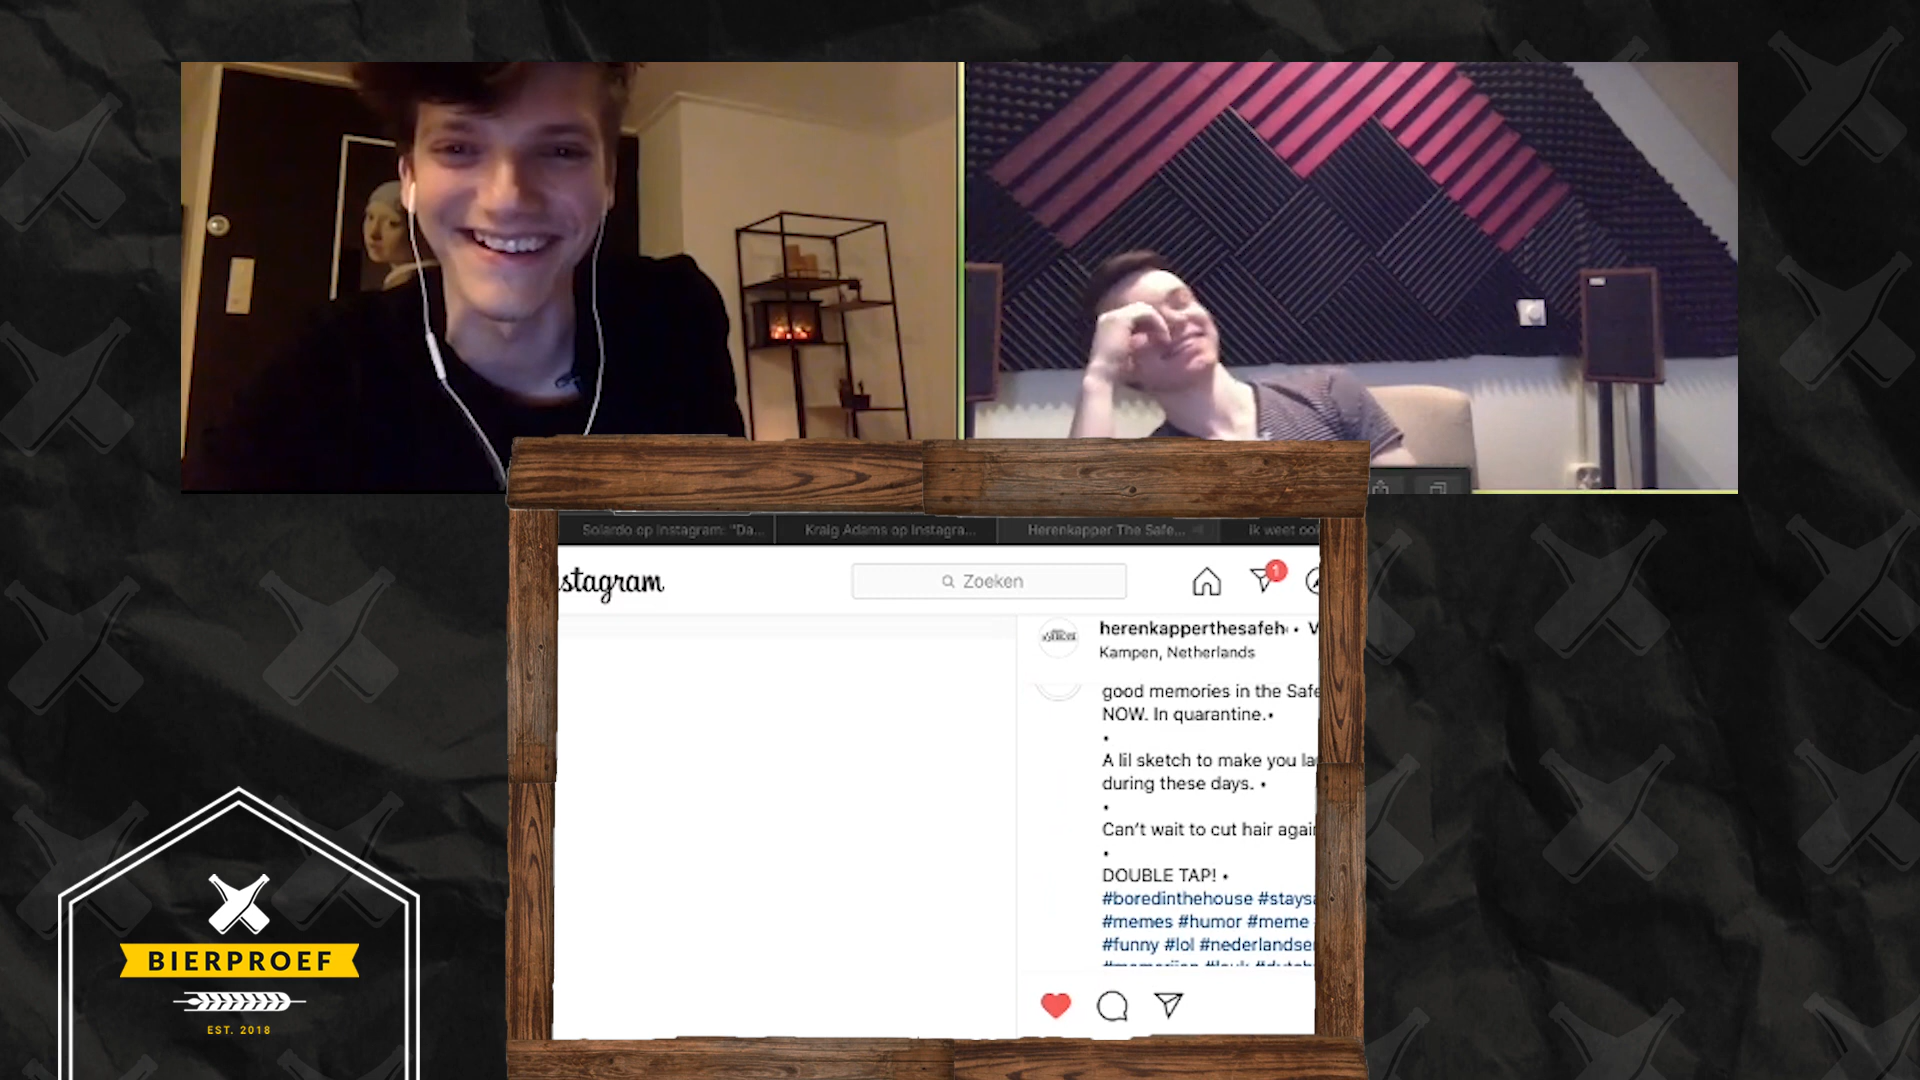 Solardo op Instagram: "Da...
Kraig Adams op Instagra...
Herenkapper The Safe...
Ik weet ooi
stagram
Zoeken
1
herenkapperthesafeh • V
Kampen, Netherlands
good memories in the Safe
NOW. In quarantine.•
•
A lil sketch to make you la
during these days. •
•
Can't wait to cut hair agai
•
DOUBLE TAP! •
#boredinthehouse #stays
#memes #humor #meme
#funny #lol #nederlandse
BIERPROEF
EST. 2018